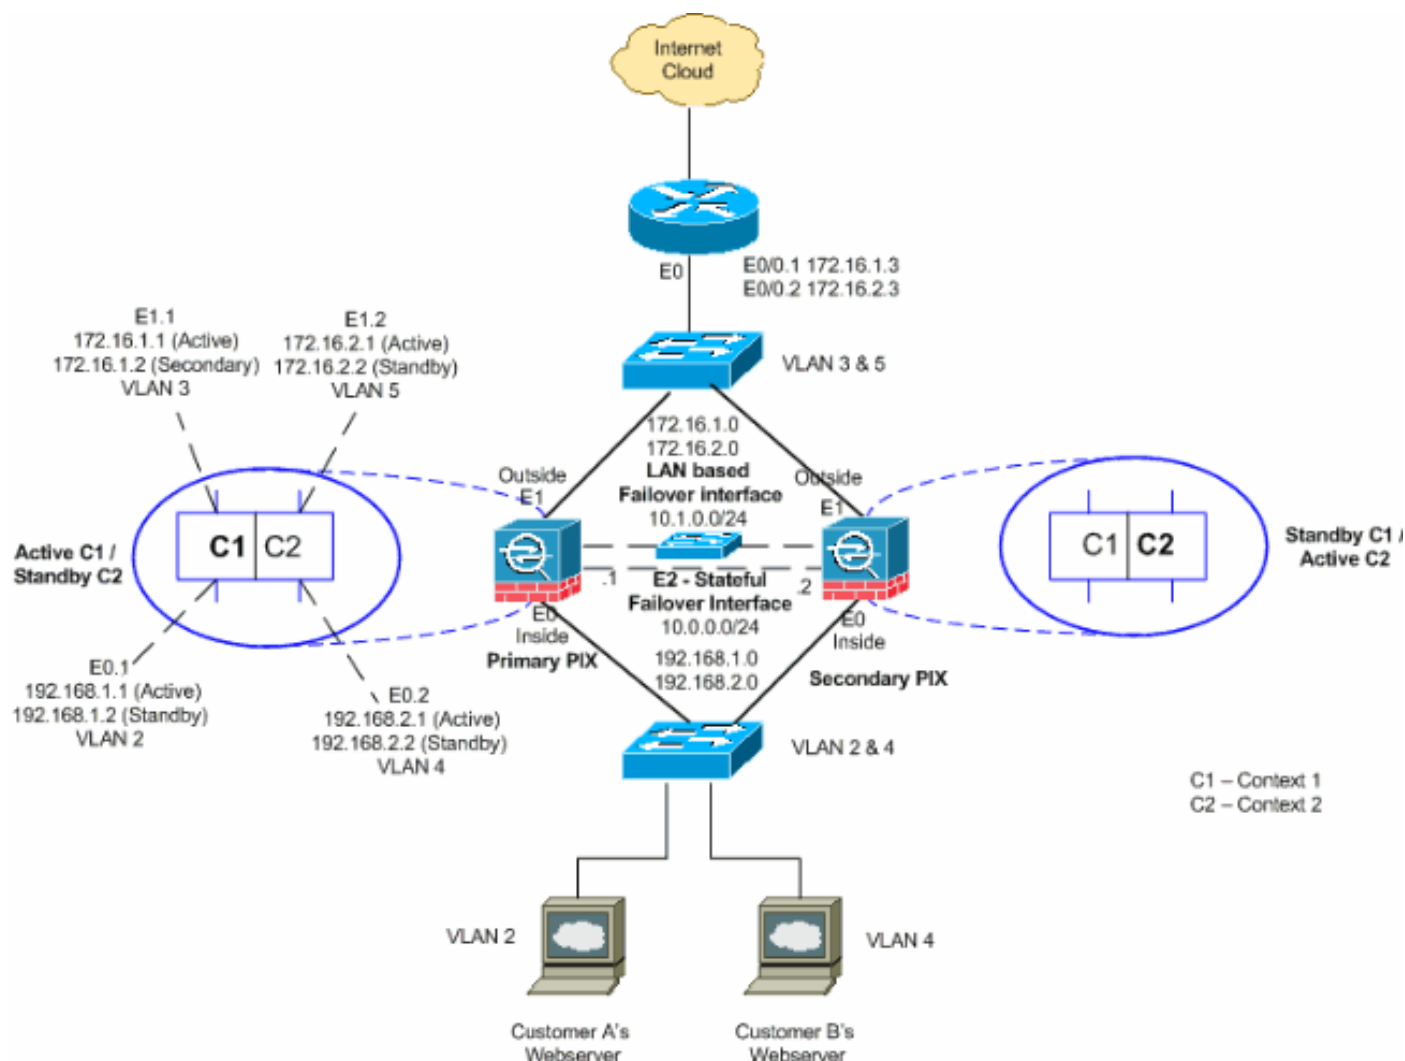 Internet
Cloud
E0
E0/0.1 172.16.1.3
E0/0.2 172.16.2.3
VLAN 3 & 5
E1.1
172.16.1.1 (Active)
172.16.1.2 (Secondary)
VLAN 3
E1.2
172.16.2.1 (Active)
172.16.2.2 (Standby)
VLAN 5
172.16.1.0
172.16.2.0
LAN based
Failover interface
10.1.0.0/24
Outside
E1
Outside
E1
Active C1 /
Standby C2
C1
C2
C1
C2
Standby C1 /
Active C2
.1
.2
E2 - Stateful
Failover Interface
10.0.0.0/24
E0
Inside
Primary PIX
E0
Inside
Secondary PIX
192.168.1.0
192.168.2.0
E0.1
192.168.1.1 (Active)
192.168.1.2 (Standby)
VLAN 2
E0.2
192.168.2.1 (Active)
192.168.2.2 (Standby)
VLAN 4
VLAN 2 & 4
C1 – Context 1
C2 – Context 2
VLAN 2
VLAN 4
Customer A's
Webserver
Customer B's
Webserver